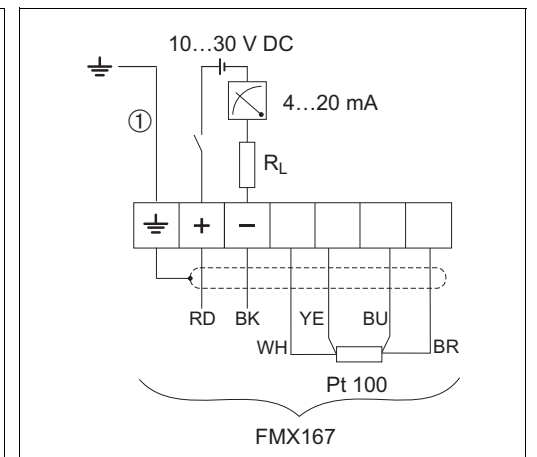 10...30 V DC
4...20 mA
①
R_L
+ –
RD BK YE BU
WH BR
Pt 100
FMX167